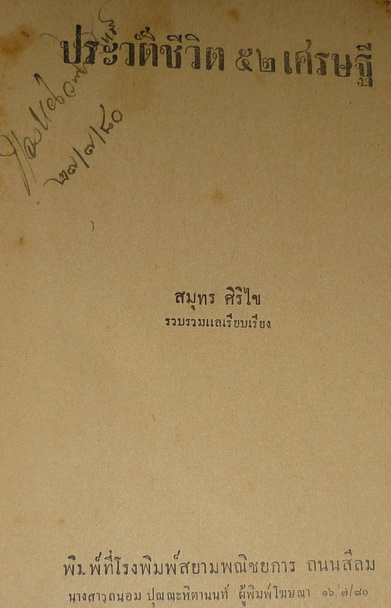 ประวัติชีวิต ๕๒ เศรษฐี
๒๗/๗/๘๐
สมุทร ศิริไข
รวบรวมแลเรียบเรียง
พิมพ์ที่โรงพิมพ์สยามพณิชยการ ถนนสีลม
นางสาวถนอม ปุณณะหิตานนท์ ผู้พิมพ์โฆษณา ๑๖/๗/๘๐